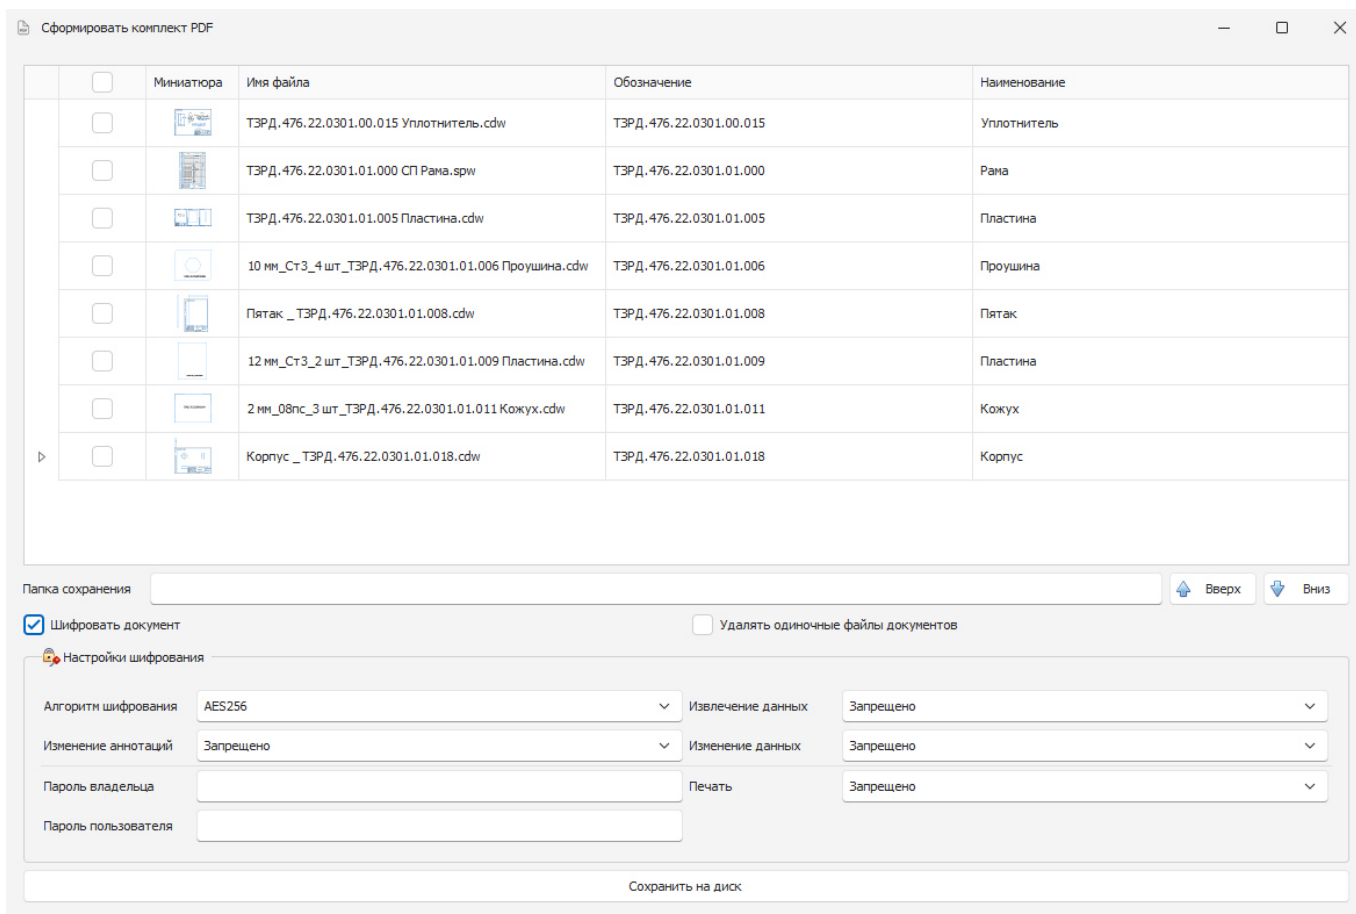 Сформировать комплект PDF
Миниатюра Имя файла Обозначение Наименование
ТЗРД.476.22.0301.00.015 Уплотнитель.cdw ТЗРД.476.22.0301.00.015 Уплотнитель
ТЗРД.476.22.0301.01.000 СП Рама.spw ТЗРД.476.22.0301.01.000 Рама
ТЗРД.476.22.0301.01.005 Пластина.cdw ТЗРД.476.22.0301.01.005 Пластина
10 мм_Ст3_4 шт_ТЗРД.476.22.0301.01.006 Проушина.cdw ТЗРД.476.22.0301.01.006 Проушина
Пятак _ ТЗРД.476.22.0301.01.008.cdw ТЗРД.476.22.0301.01.008 Пятак
12 мм_Ст3_2 шт_ТЗРД.476.22.0301.01.009 Пластина.cdw ТЗРД.476.22.0301.01.009 Пластина
2 мм_08пс_3 шт_ТЗРД.476.22.0301.01.011 Кожух.cdw ТЗРД.476.22.0301.01.011 Кожух
Корпус _ ТЗРД.476.22.0301.01.018.cdw ТЗРД.476.22.0301.01.018 Корпус
Папка сохранения Вверх Вниз
Шифровать документ Удалять одиночные файлы документов
Настройки шифрования
Алгоритм шифрования AES256 Извлечение данных Запрещено
Изменение аннотаций Запрещено Изменение данных Запрещено
Пароль владельца Печать Запрещено
Пароль пользователя
Сохранить на диск